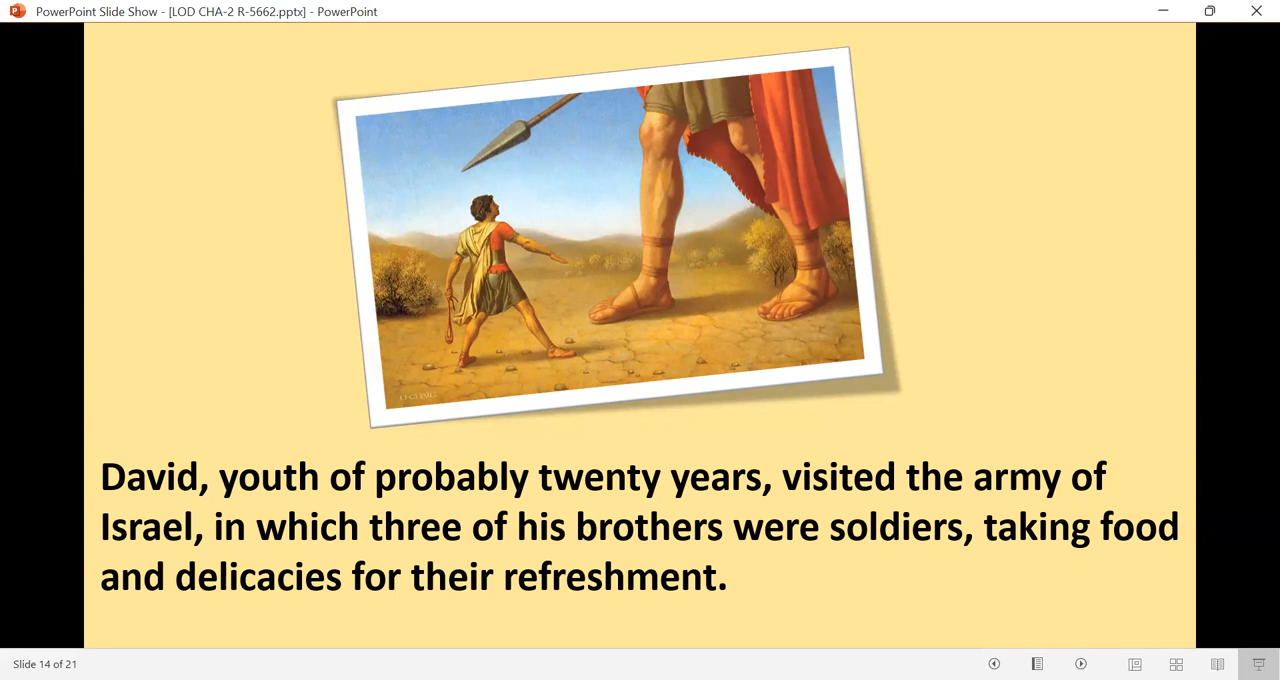 PowerPoint Slide Show - [LOD CHA-2 R-5662.pptx] - PowerPoint
David, youth of probably twenty years, visited the army of
Israel, in which three of his brothers were soldiers, taking food
and delicacies for their refreshment.
Slide 14 of 21